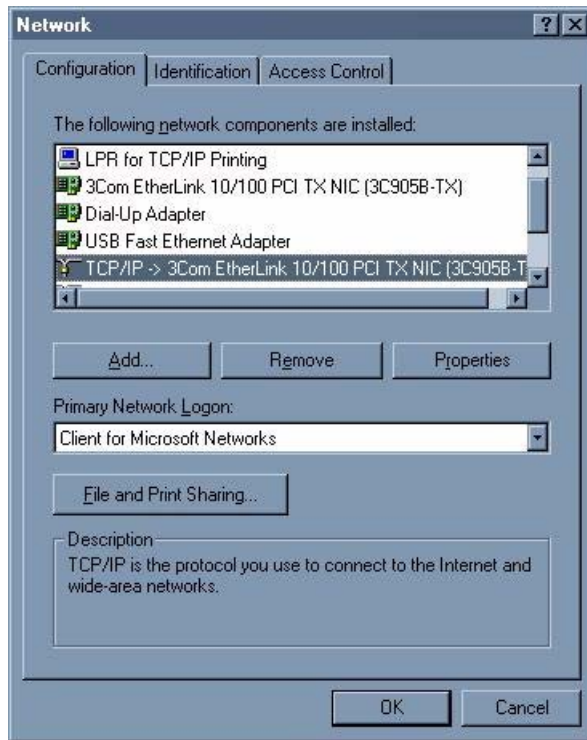 Network
Configuration
Identification
Access Control
The following network components are installed:
LPR for TCP/IP Printing
3Com EtherLink 10/100 PCI TX NIC (3C905B-TX)
Dial-Up Adapter
USB Fast Ethernet Adapter
TCP/IP -> 3Com EtherLink 10/100 PCI TX NIC (3C905B-T
Add...
Remove
Properties
Primary Network Logon:
Client for Microsoft Networks
File and Print Sharing...
Description
TCP/IP is the protocol you use to connect to the Internet and
wide-area networks.
OK
Cancel